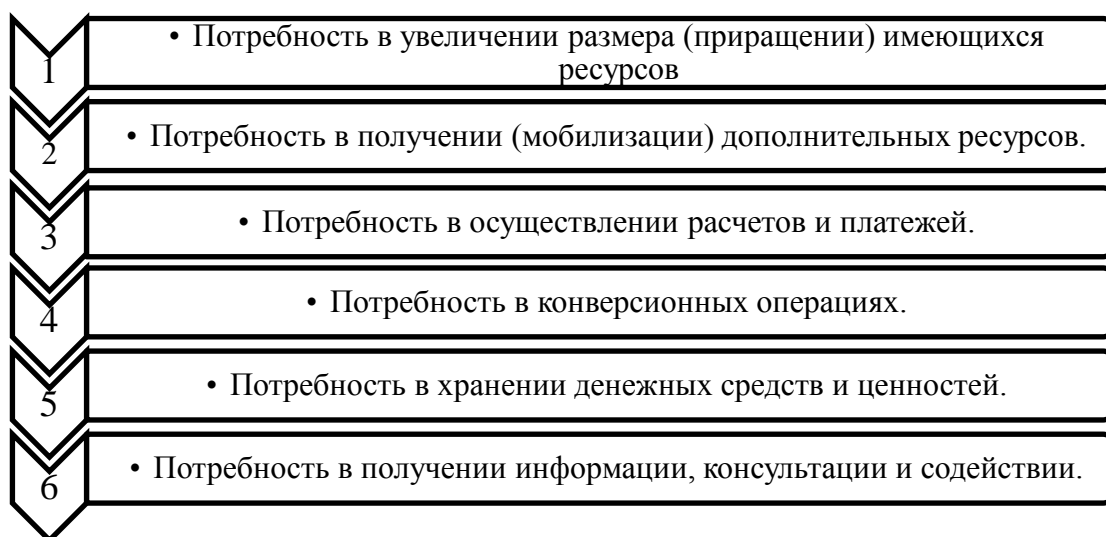 1
• Потребность в увеличении размера (приращении) имеющихся
ресурсов
2
• Потребность в получении (мобилизации) дополнительных ресурсов.
3
• Потребность в осуществлении расчетов и платежей.
4
• Потребность в конверсионных операциях.
5
• Потребность в хранении денежных средств и ценностей.
6
• Потребность в получении информации, консультации и содействии.